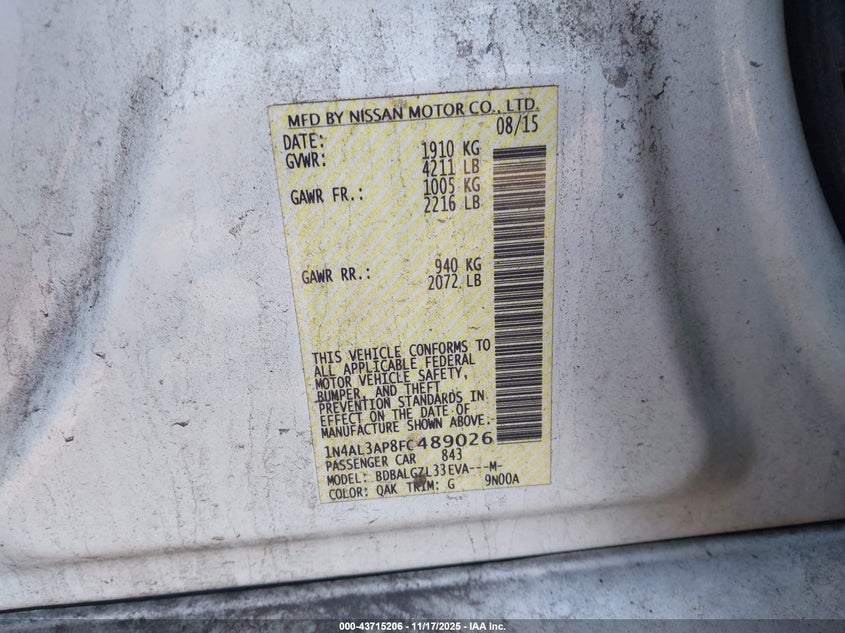 MFD BY NISSAN MOTOR CO., LTD.
DATE: 08/15
GVWR: 1910 KG
4211 LB
GAWR FR.: 1005 KG
2216 LB
GAWR RR.: 940 KG
2072 LB
THIS VEHICLE CONFORMS TO
ALL APPLICABLE FEDERAL
MOTOR VEHICLE SAFETY,
BUMPER, AND THEFT
PREVENTION STANDARDS IN
EFFECT ON THE DATE OF
MANUFACTURE SHOWN ABOVE.
1N4AL3AP8FC489026
PASSENGER CAR 843
MODEL: BDBALGZL33EVA---M-
COLOR: QAK TRIM: G 9N00A
000-43715206 - 11/17/2025 - IAA Inc.